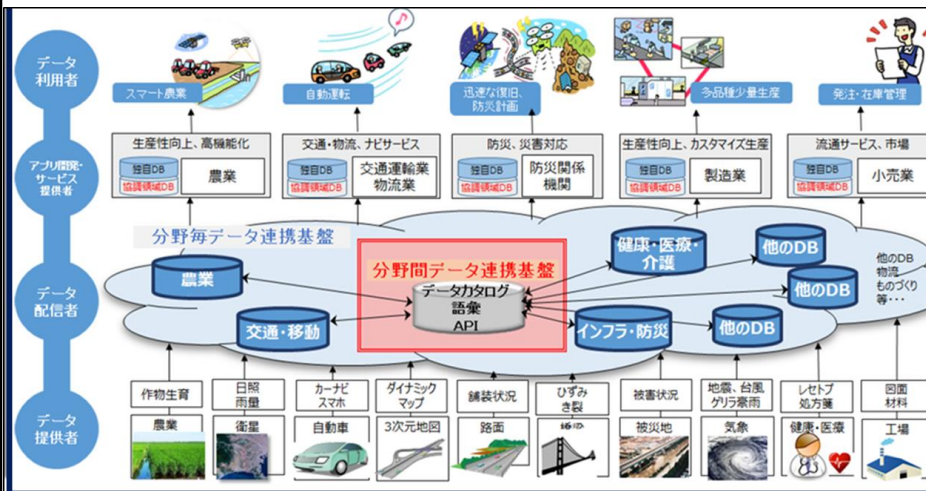 データ
利用者
スマート農業
自動運転
迅速な復旧、
防災計画
多品種少量生産
発注・在庫管理
アプリ開発・
サービス
提供者
生産性向上、高機能化
独自DB
協調領域DB
農業
交通・物流、ナビサービス
独自DB
協調領域DB
交通運輸業
物流業
防災、災害対応
独自DB
協調領域DB
防災関係
機関
生産性向上、カスタマイズ生産
独自DB
協調領域DB
製造業
流通サービス、市場
独自DB
協調領域DB
小売業
データ
配信者
分野毎データ連携基盤
農業
交通・移動
分野間データ連携基盤
データカタログ
語彙
API
健康・医療・
介護
インフラ・防災
他のDB
他のDB
他のDB
他のDB
物流
ものづくり
等・・・
データ
提供者
作物生育
日照
雨量
カーナビ
スマホ
ダイナミック
マップ
舗装状況
ひずみ
き裂
被害状況
地震、台風
ゲリラ豪雨
レセトプ
処方箋
図面
材料
農業
衛星
自動車
3次元地図
路面
被災地
気象
健康・医療
工場